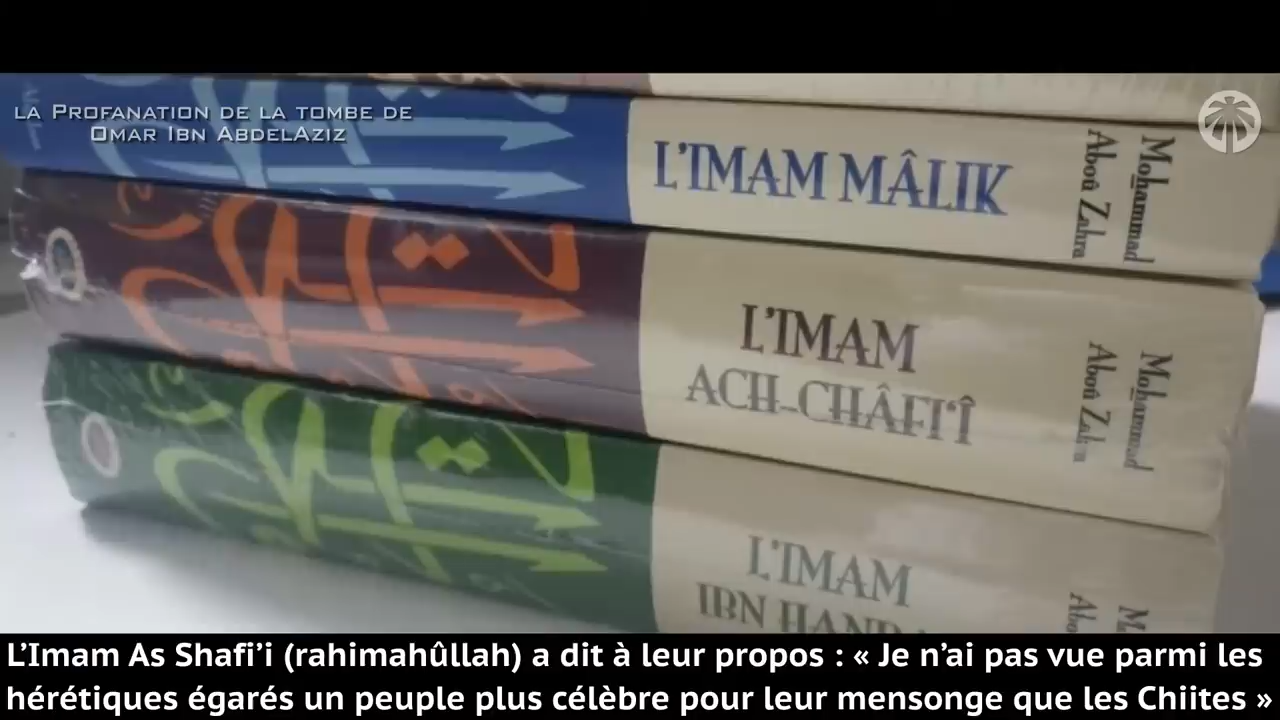 LA PROFANATION DE LA TOMBE DE
OMAR IBN ABDELAZIZ
L'IMAM MÂLIK
Mohammad
Aboû Zahra
L'IMAM
ACH-CHÂFI'Î
Mohammad
Aboû Zahra
L'IMAM
IBN
L’Imam As Shafi’i (rahimahûllah) a dit à leur propos : « Je n’ai pas vue parmi les
hérétiques égarés un peuple plus célèbre pour leur mensonge que les Chiites »